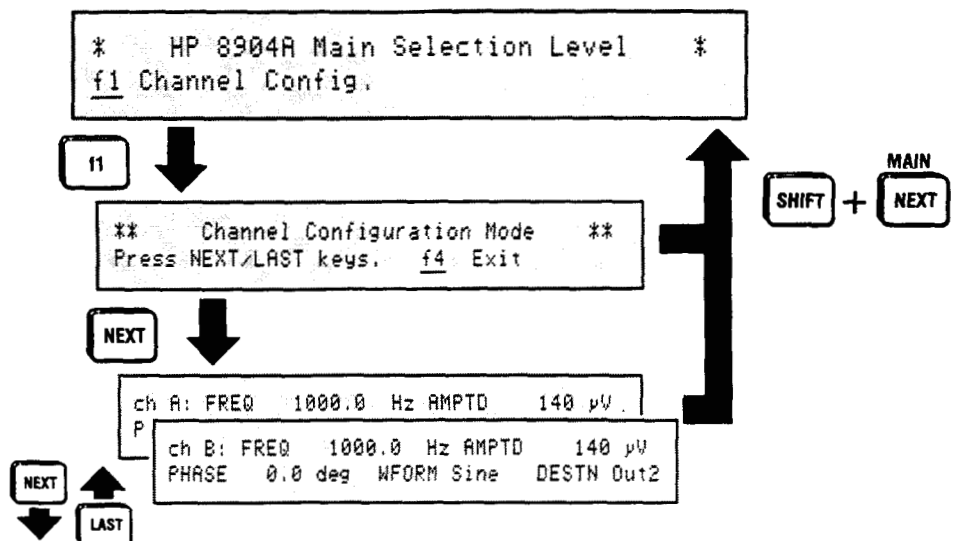 * HP 8904A Main Selection Level *
f1 Channel Config.
f1
MAIN
SHIFT + NEXT
** Channel Configuration Mode **
Press NEXT/LAST keys. f4 Exit
NEXT
ch A: FREQ 1000.0 Hz AMPTD 140 µV
P
ch B: FREQ 1000.0 Hz AMPTD 140 µV
PHASE 0.0 deg WFORM Sine DESTN Out2
NEXT
LAST